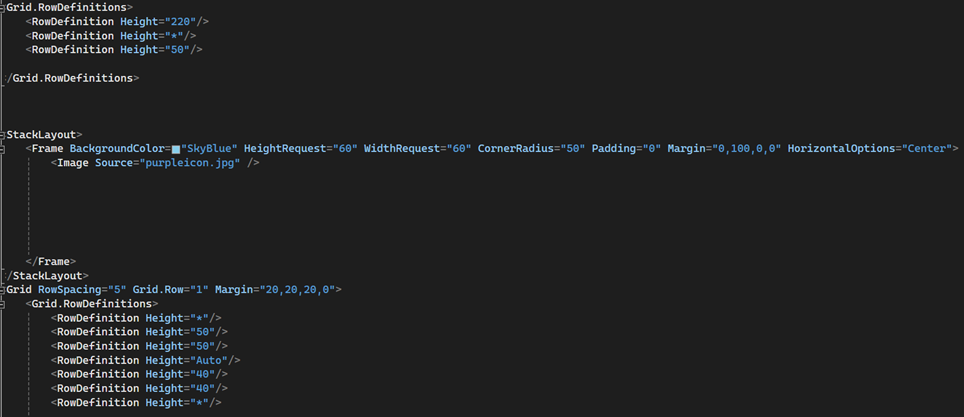 Grid.RowDefinitions>
<RowDefinition Height="220"/>
<RowDefinition Height="*"/>
<RowDefinition Height="50"/>
/Grid.RowDefinitions>
StackLayout>
<Frame BackgroundColor="SkyBlue" HeightRequest="60" WidthRequest="60" CornerRadius="50" Padding="0" Margin="0,100,0,0" HorizontalOptions="Center">
<Image Source="purpleicon.jpg" />
</Frame>
/StackLayout>
Grid RowSpacing="5" Grid.Row="1" Margin="20,20,20,0">
<Grid.RowDefinitions>
<RowDefinition Height="*"/>
<RowDefinition Height="50"/>
<RowDefinition Height="50"/>
<RowDefinition Height="Auto"/>
<RowDefinition Height="40"/>
<RowDefinition Height="40"/>
<RowDefinition Height="*"/>